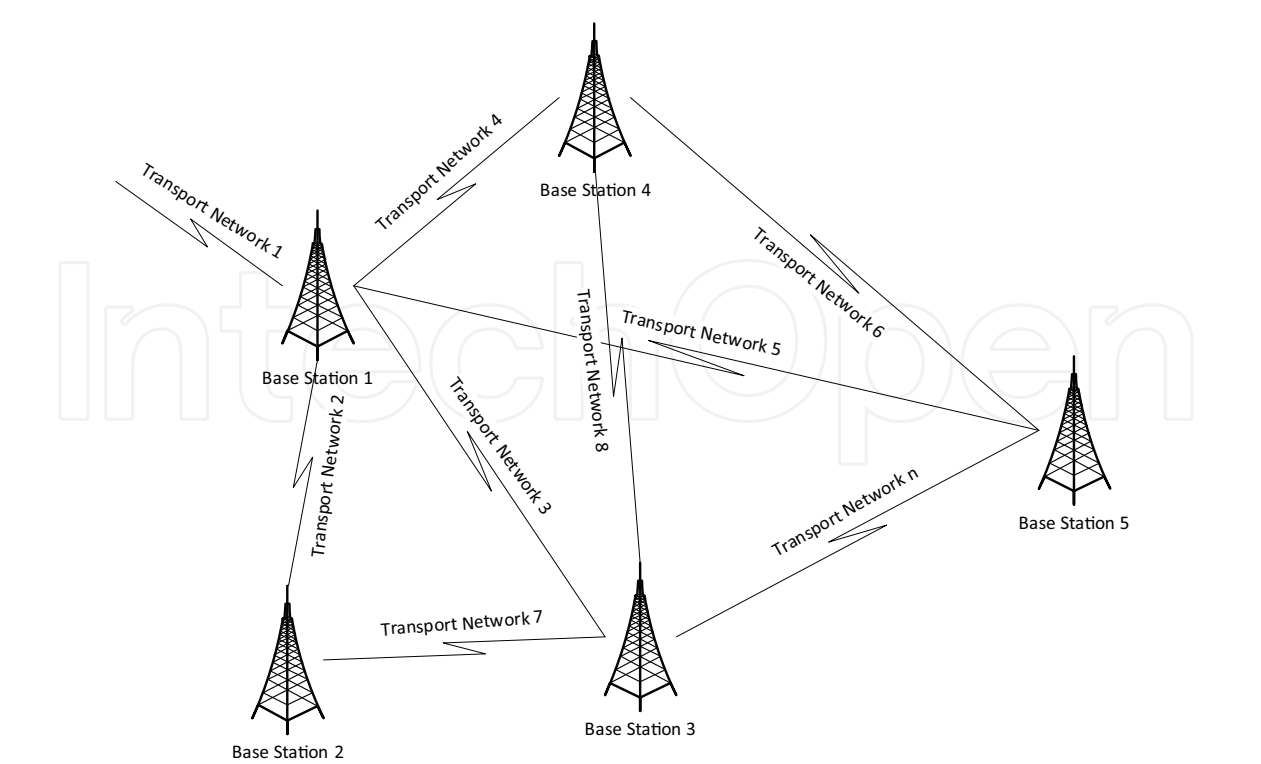 Transport Network 4
Base Station 4
Transport Network 1
Transport Network 6
Transport Network 5
Transport Network 8
Base Station 1
Transport Network 2
Transport Network 3
Transport Network n
Base Station 5
Transport Network 7
Base Station 3
Base Station 2
IntechOpen